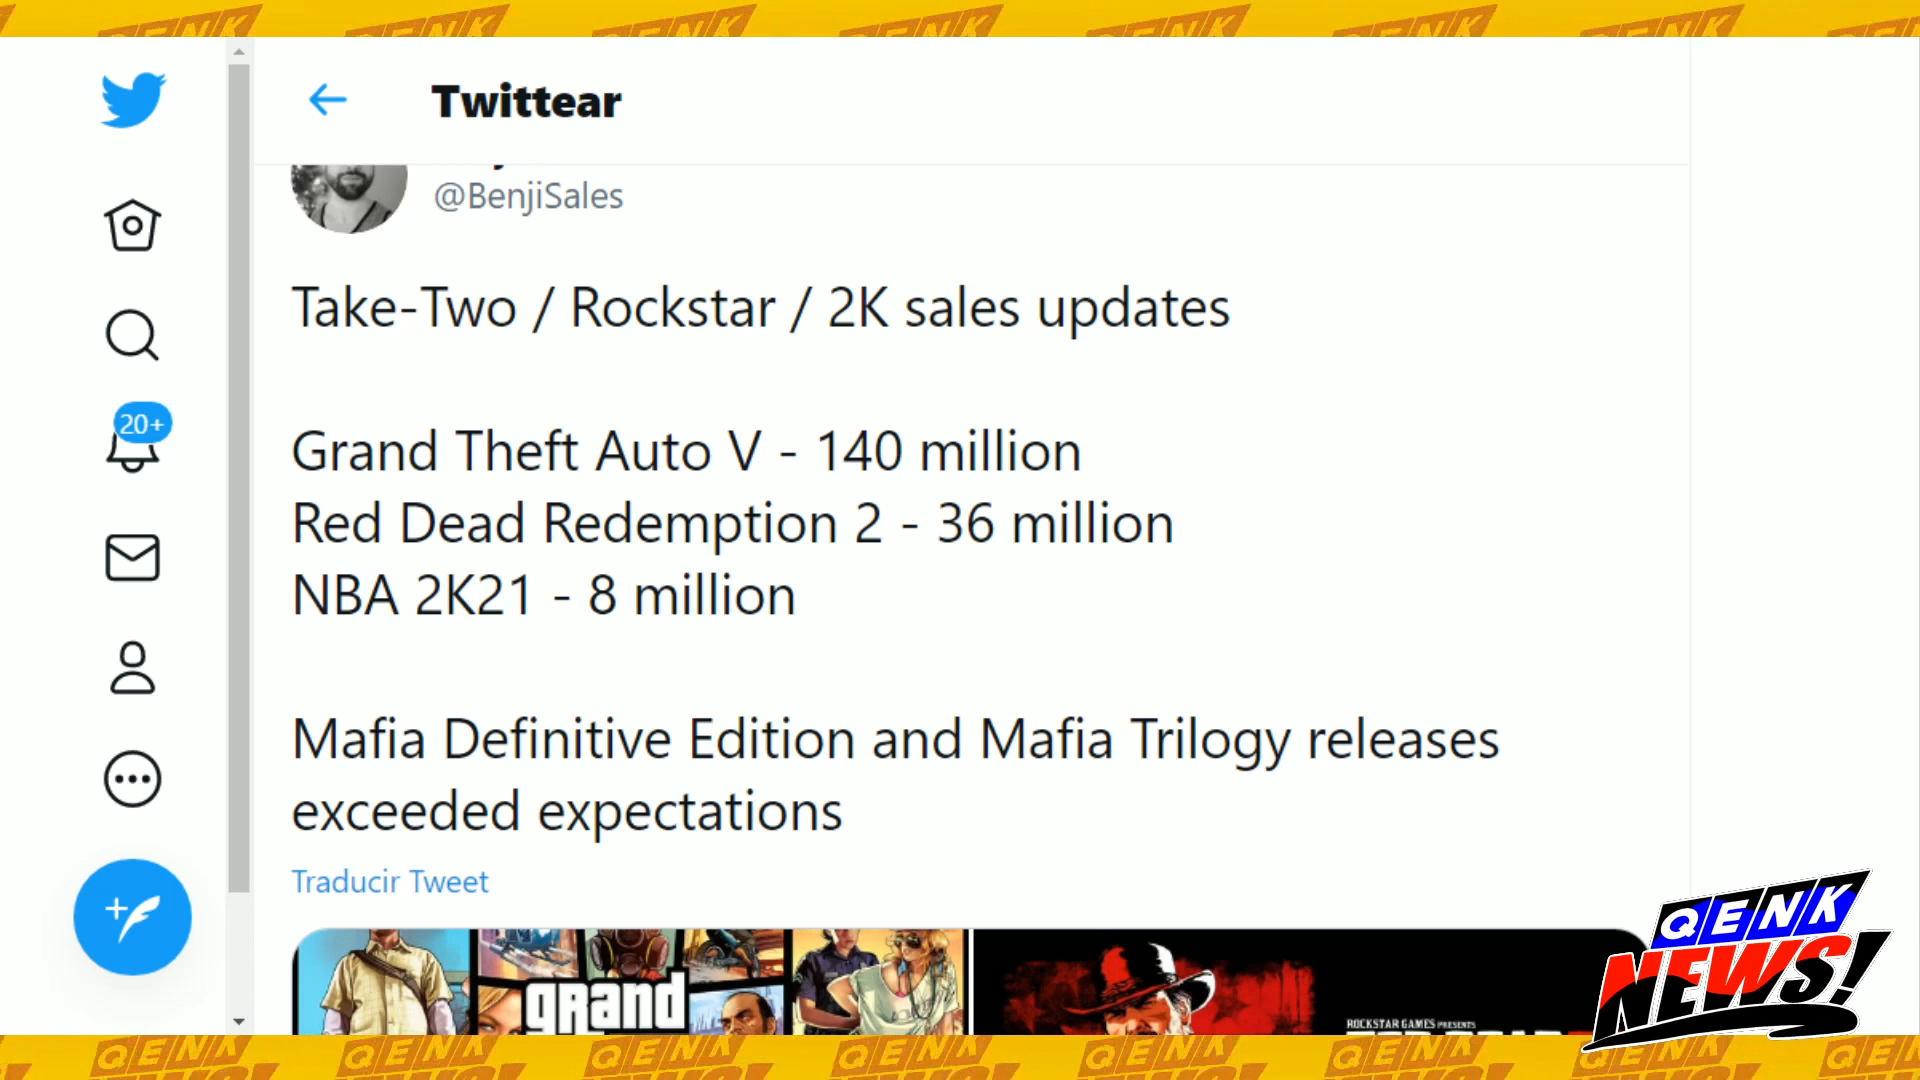 Twittear
@BenjiSales
Take-Two / Rockstar / 2K sales updates
Grand Theft Auto V - 140 million
Red Dead Redemption 2 - 36 million
NBA 2K21 - 8 million
Mafia Definitive Edition and Mafia Trilogy releases
exceeded expectations
Traducir Tweet
20+
grand
ROCKSTAR GAMES PRESENTS
QENK
NEWS!